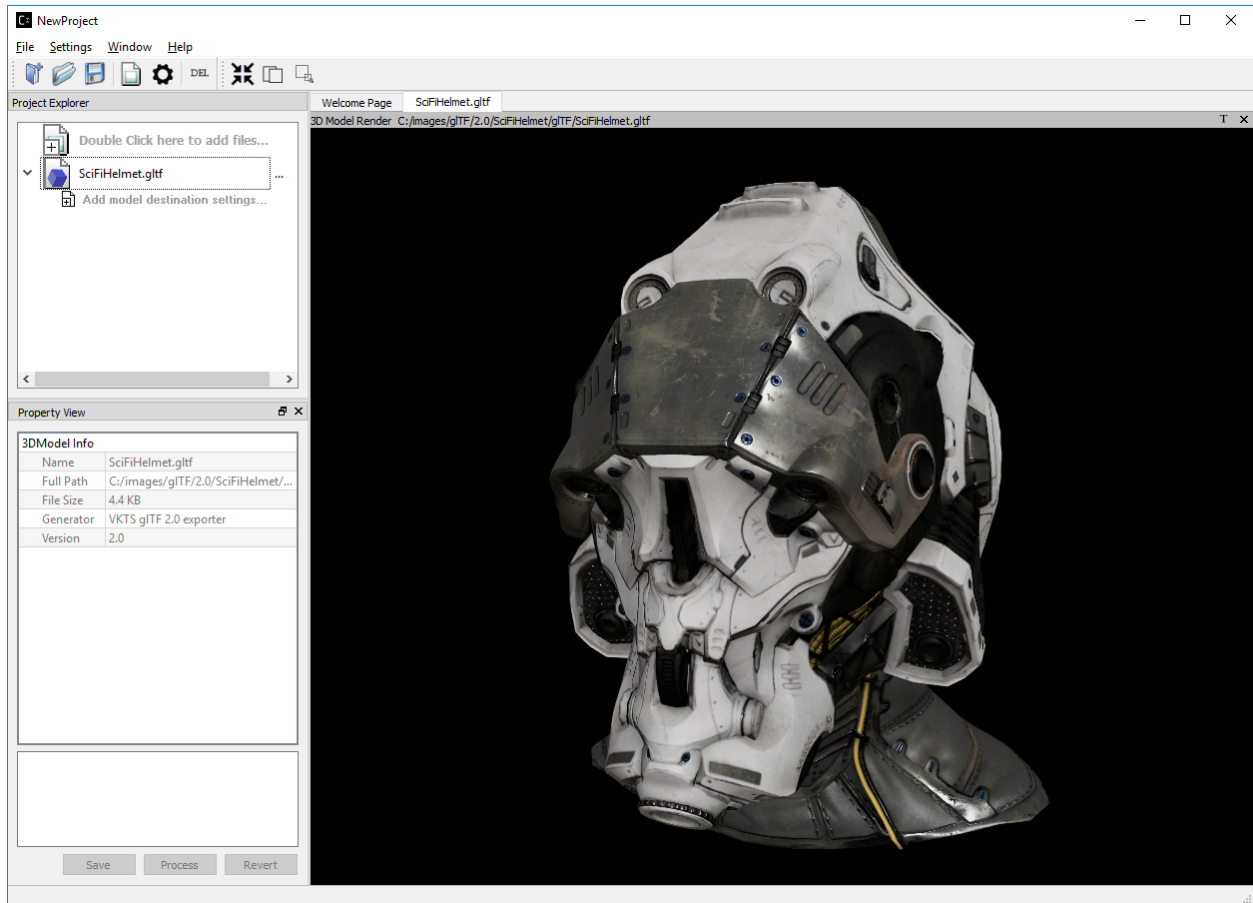 NewProject
File Settings Window Help
DEL
Project Explorer
Double Click here to add files...
SciFiHelmet.gltf
...
Add model destination settings...
Property View
3DModel Info
Name SciFiHelmet.gltf
Full Path C:/images/glTF/2.0/SciFiHelmet/...
File Size 4.4 KB
Generator VKTS glTF 2.0 exporter
Version 2.0
Save Process Revert
Welcome Page SciFiHelmet.gltf
3D Model Render C:/images/glTF/2.0/SciFiHelmet/glTF/SciFiHelmet.gltf T